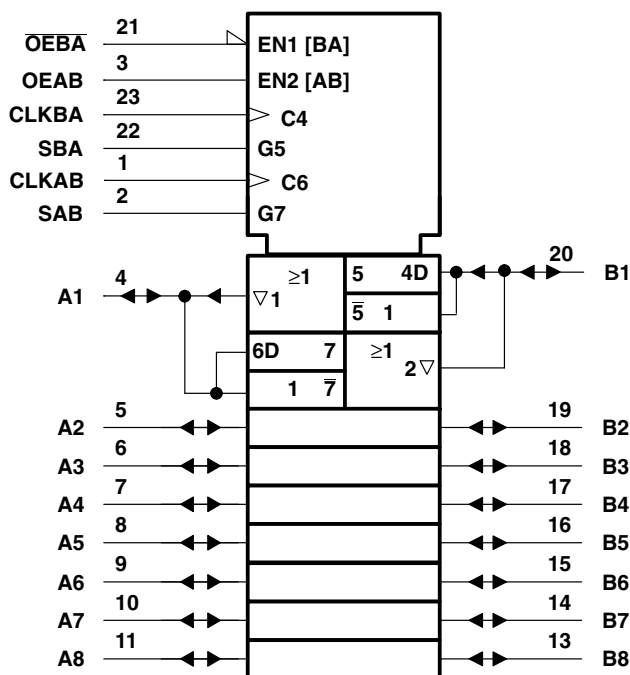 21
O̅E̅B̅A̅ EN1 [BA]
3
OEAB EN2 [AB]
23
CLKBA C4
22
SBA G5
1
CLKAB C6
2
SAB G7
4 ≥1 5 4D 20 B1
A1 ▽1 5̅ 1
6D 7 ≥1
2▽
1 7̅
5 19
A2 B2
6 18
A3 B3
7 17
A4 B4
8 16
A5 B5
9 15
A6 B6
10 14
A7 B7
11 13
A8 B8